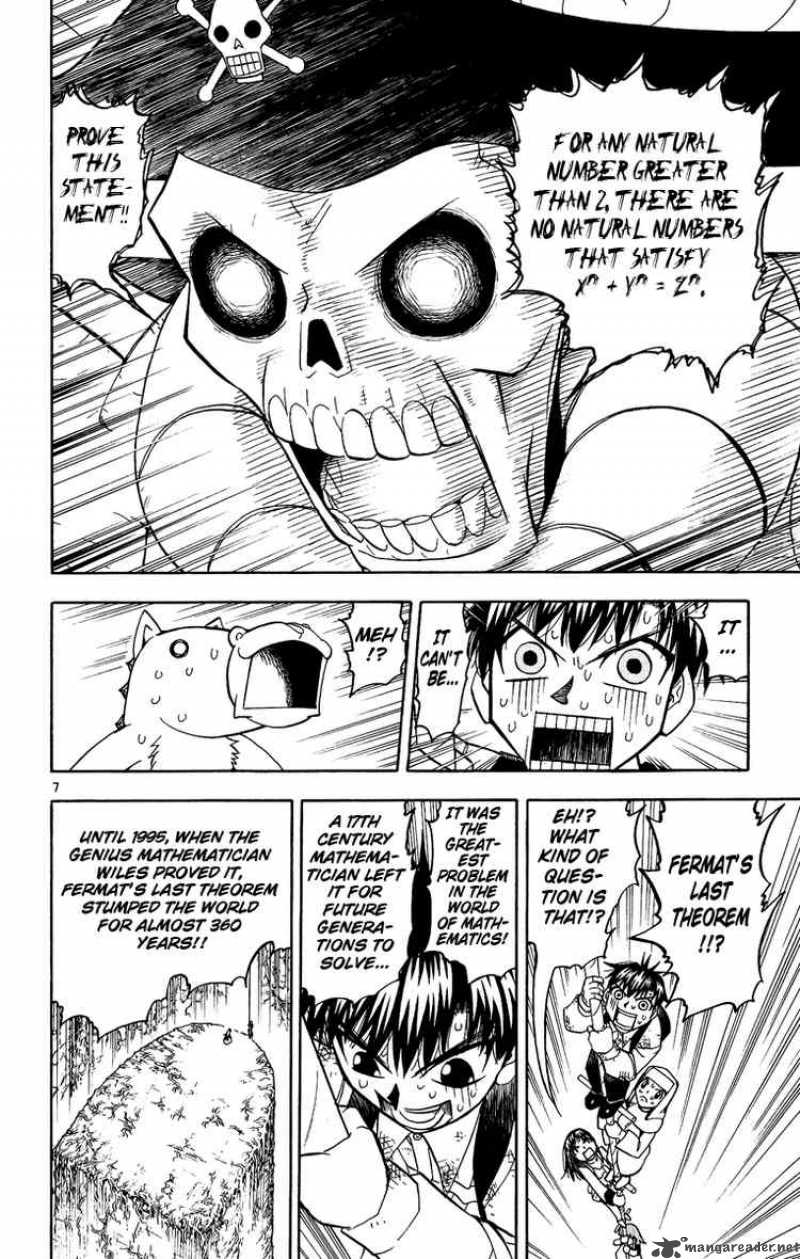 FOR ANY NATURAL
NUMBER GREATER
THAN 2, THERE ARE
NO NATURAL NUMBERS
THAT SATISFY
Xⁿ + Yⁿ = Zⁿ.
PROVE
THIS
STATE-
MENT!!
IT
...
IT
CAN'T
BE...
MEH
!?
FERMAT'S
LAST
THEOREM
!!?
EH!?
WHAT
KIND OF
QUES-
TION IS
THAT!?
IT WAS
THE
GREAT-
EST
PROBLEM
IN THE
WORLD
OF MATH-
EMATICS!
A 17TH
CENTURY
MATHEMA-
TICIAN LEFT
IT FOR
FUTURE
GENERA-
TIONS TO
SOLVE...
UNTIL 1995, WHEN THE
GENIUS MATHEMATICIAN
WILES PROVED IT,
FERMAT'S LAST THEOREM
STUMPED THE WORLD
FOR ALMOST 360
YEARS!!
7
mangareader.net